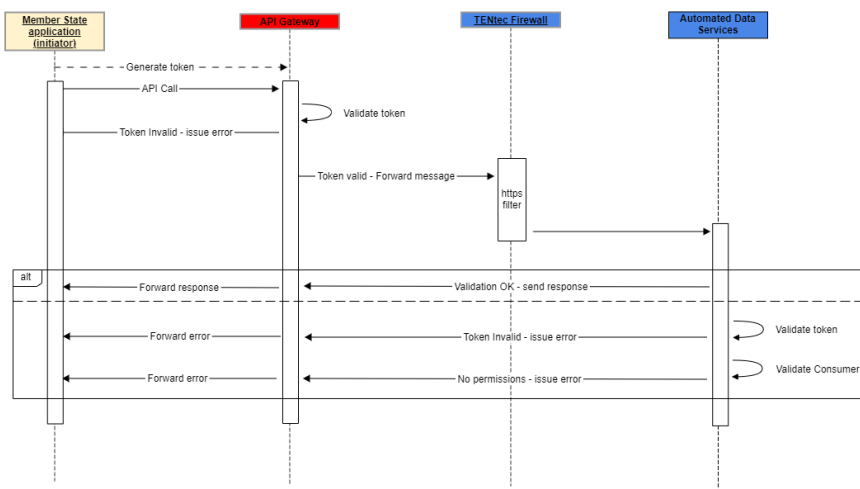 Member State
application
(initiator)
API Gateway
TENtec Firewall
Automated Data
Services
Generate token
API Call
Validate token
Token Invalid - issue error
Token valid - Forward message
https
filter
alt
Forward response
Validation OK - send response
Validate token
Forward error
Token Invalid - issue error
Validate Consumer
Forward error
No permissions - issue error